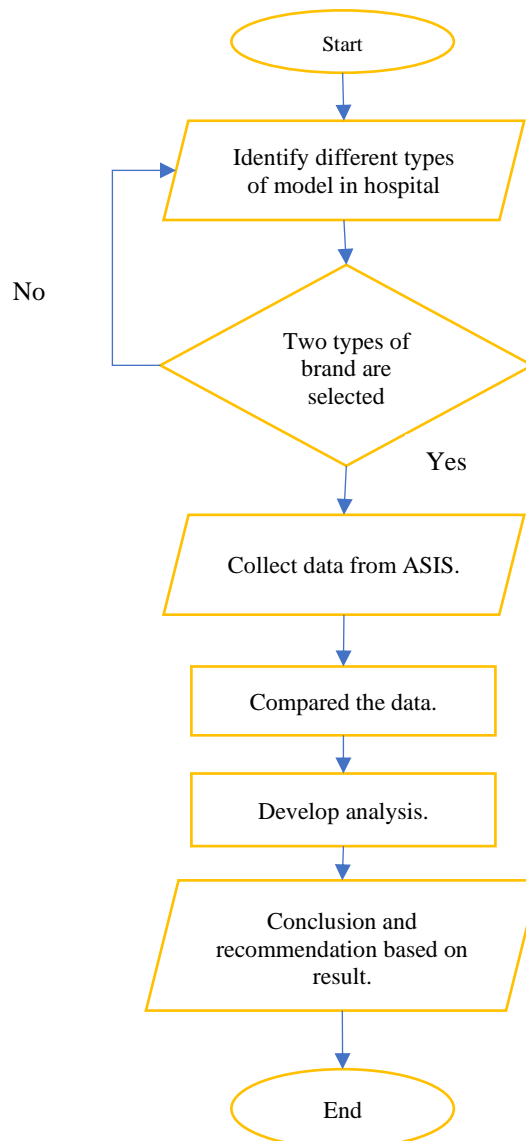 Start
Identify different types
of model in hospital
No
Two types of
brand are
selected
Yes
Collect data from ASIS.
Compared the data.
Develop analysis.
Conclusion and
recommendation based on
result.
End